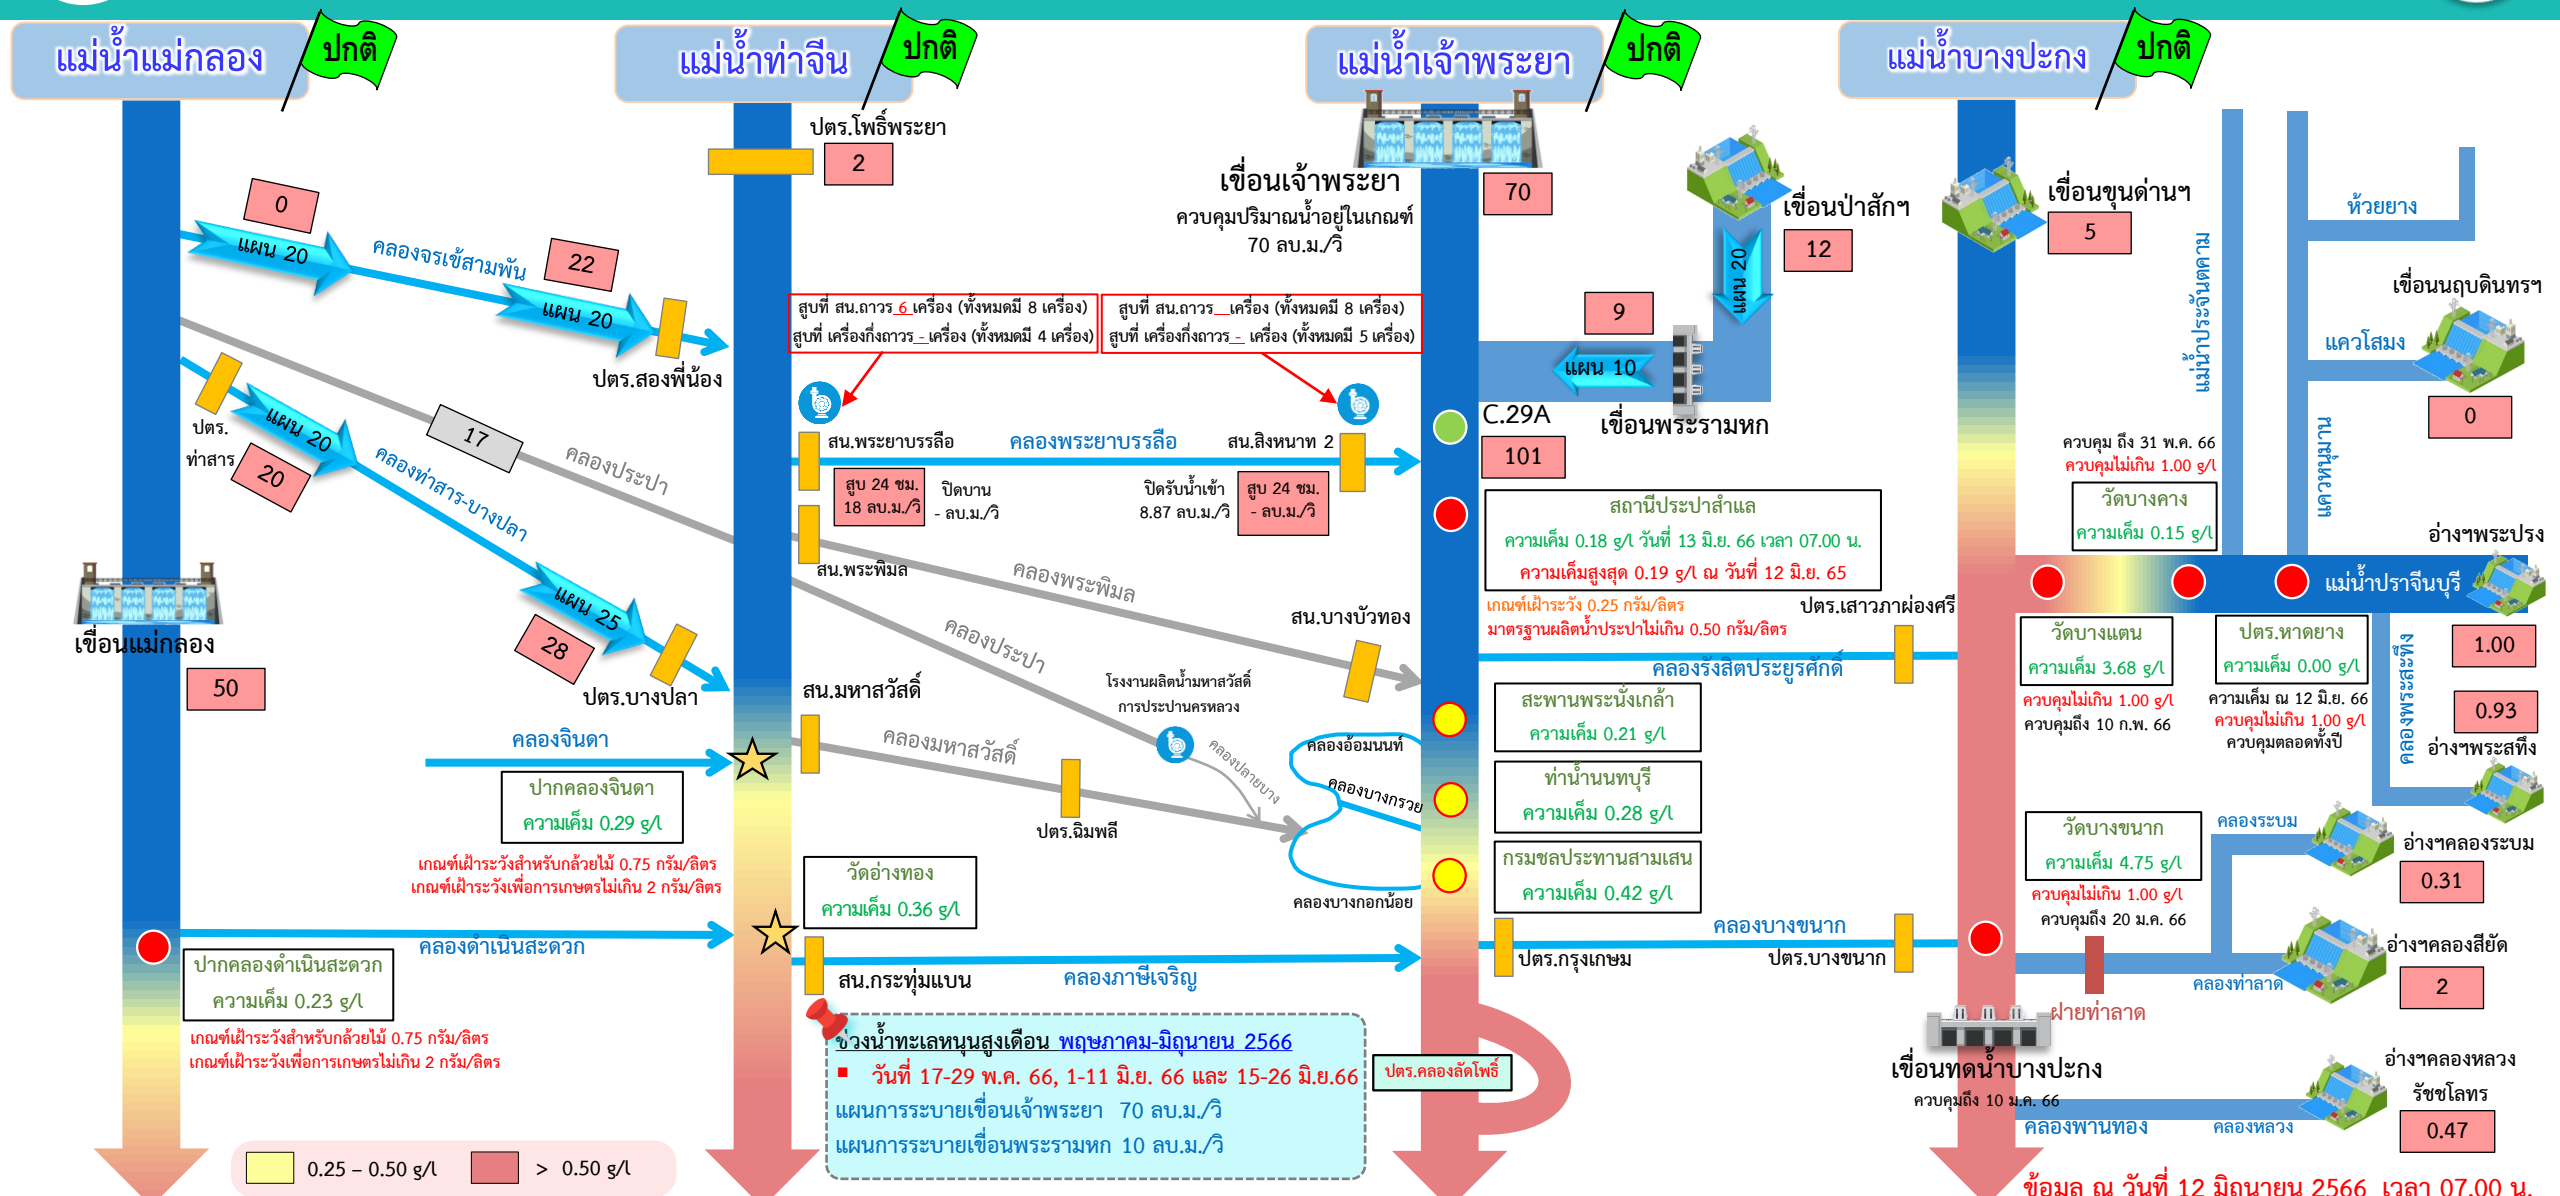 แม่น้ำแม่กลอง
ปกติ
แม่น้ำท่าจีน
ปกติ
แม่น้ำเจ้าพระยา
ปกติ
แม่น้ำบางปะกง
ปกติ
ปตร.โพธิ์พระยา
2
0
แผน 20
คลองจรเข้สามพัน
22
แผน 20
ปตร.สองพี่น้อง
ปตร.
ท่าสาร
แผน 20
20
17
คลองประปา
คลองท่าสาร-บางปลา
แผน 25
28
ปตร.บางปลา
เขื่อนแม่กลอง
50
คลองจินดา
ปากคลองจินดา
ความเค็ม 0.29 g/l
เกณฑ์เฝ้าระวังสำหรับกล้วยไม้ 0.75 กรัม/ลิตร
เกณฑ์เฝ้าระวังเพื่อการเกษตรไม่เกิน 2 กรัม/ลิตร
คลองดำเนินสะดวก
ปากคลองดำเนินสะดวก
ความเค็ม 0.23 g/l
เกณฑ์เฝ้าระวังสำหรับกล้วยไม้ 0.75 กรัม/ลิตร
เกณฑ์เฝ้าระวังเพื่อการเกษตรไม่เกิน 2 กรัม/ลิตร
0.25 – 0.50 g/l
> 0.50 g/l
เขื่อนเจ้าพระยา
70
ควบคุมปริมาณน้ำอยู่ในเกณฑ์
70 ลบ.ม./วิ
สูบที่ สน.ถาวร 6 เครื่อง (ทั้งหมดมี 8 เครื่อง)
สูบที่ เครื่องกึ่งถาวร - เครื่อง (ทั้งหมดมี 4 เครื่อง)
สูบที่ สน.ถาวร__เครื่อง (ทั้งหมดมี 8 เครื่อง)
สูบที่ เครื่องกึ่งถาวร - เครื่อง (ทั้งหมดมี 5 เครื่อง)
สน.พระยาบรรลือ
คลองพระยาบรรลือ
สน.สิงหนาท 2
สูบ 24 ชม.
18 ลบ.ม./วิ
ปิดบาน
- ลบ.ม./วิ
ปิดรับน้ำเข้า
8.87 ลบ.ม./วิ
สูบ 24 ชม.
- ลบ.ม./วิ
สน.พระพิมล
คลองพระพิมล
สน.บางบัวทอง
คลองประปา
โรงงานผลิตน้ำมหาสวัสดิ์
การประปานครหลวง
สน.มหาสวัสดิ์
คลองมหาสวัสดิ์
ปตร.ฉิมพลี
คลองปลายบาง
คลองอ้อมนนท์
คลองบางกรวย
คลองบางกอกน้อย
วัดอ่างทอง
ความเค็ม 0.36 g/l
สน.กระทุ่มแบน
คลองภาษีเจริญ
ช่วงน้ำทะเลหนุนสูงเดือน พฤษภาคม-มิถุนายน 2566
▪ วันที่ 17-29 พ.ค. 66, 1-11 มิ.ย. 66 และ 15-26 มิ.ย.66
แผนการระบายเขื่อนเจ้าพระยา 70 ลบ.ม./วิ
แผนการระบายเขื่อนพระรามหก 10 ลบ.ม./วิ
ปตร.คลองลัดโพธิ์
เขื่อนป่าสักฯ
12
แผน 20
9
แผน 10
เขื่อนพระรามหก
C.29A
101
สถานีประปาสำแล
ความเค็ม 0.18 g/l วันที่ 13 มิ.ย. 66 เวลา 07.00 น.
ความเค็มสูงสุด 0.19 g/l ณ วันที่ 12 มิ.ย. 65
เกณฑ์เฝ้าระวัง 0.25 กรัม/ลิตร
มาตรฐานผลิตน้ำประปาไม่เกิน 0.50 กรัม/ลิตร
ปตร.เสาวภาผ่องศรี
คลองรังสิตประยูรศักดิ์
สะพานพระนั่งเกล้า
ความเค็ม 0.21 g/l
ท่าน้ำนนทบุรี
ความเค็ม 0.28 g/l
กรมชลประทานสามเสน
ความเค็ม 0.42 g/l
คลองบางขนาก
ปตร.กรุงเกษม
ปตร.บางขนาก
เขื่อนขุนด่านฯ
5
แม่น้ำประจันตคาม
ห้วยยาง
เขื่อนนฤบดินทรฯ
แควโสมง
0
แควหนุมาน
ควบคุม ถึง 31 พ.ค. 66
ควบคุมไม่เกิน 1.00 g/l
วัดบางคาง
ความเค็ม 0.15 g/l
อ่างฯพระปรง
แม่น้ำปราจีนบุรี
1.00
วัดบางแตน
ความเค็ม 3.68 g/l
ควบคุมไม่เกิน 1.00 g/l
ควบคุมถึง 10 ก.พ. 66
ปตร.หาดยาง
ความเค็ม 0.00 g/l
ความเค็ม ณ 12 มิ.ย. 66
ควบคุมไม่เกิน 1.00 g/l
ควบคุมตลอดทั้งปี
คลองพระสะทึง
0.93
อ่างฯพระสทึง
วัดบางขนาก
ความเค็ม 4.75 g/l
ควบคุมไม่เกิน 1.00 g/l
ควบคุมถึง 20 ม.ค. 66
คลองระบม
อ่างฯคลองระบม
0.31
อ่างฯคลองสียัด
2
คลองท่าลาด
ฝายท่าลาด
เขื่อนทดน้ำบางปะกง
ควบคุมถึง 10 ม.ค. 66
คลองพานทอง
คลองหลวง
อ่างฯคลองหลวง
รัชชโลทร
0.47
ข้อมูล ณ วันที่ 12 มิถุนายน 2566 เวลา 07.00 น.